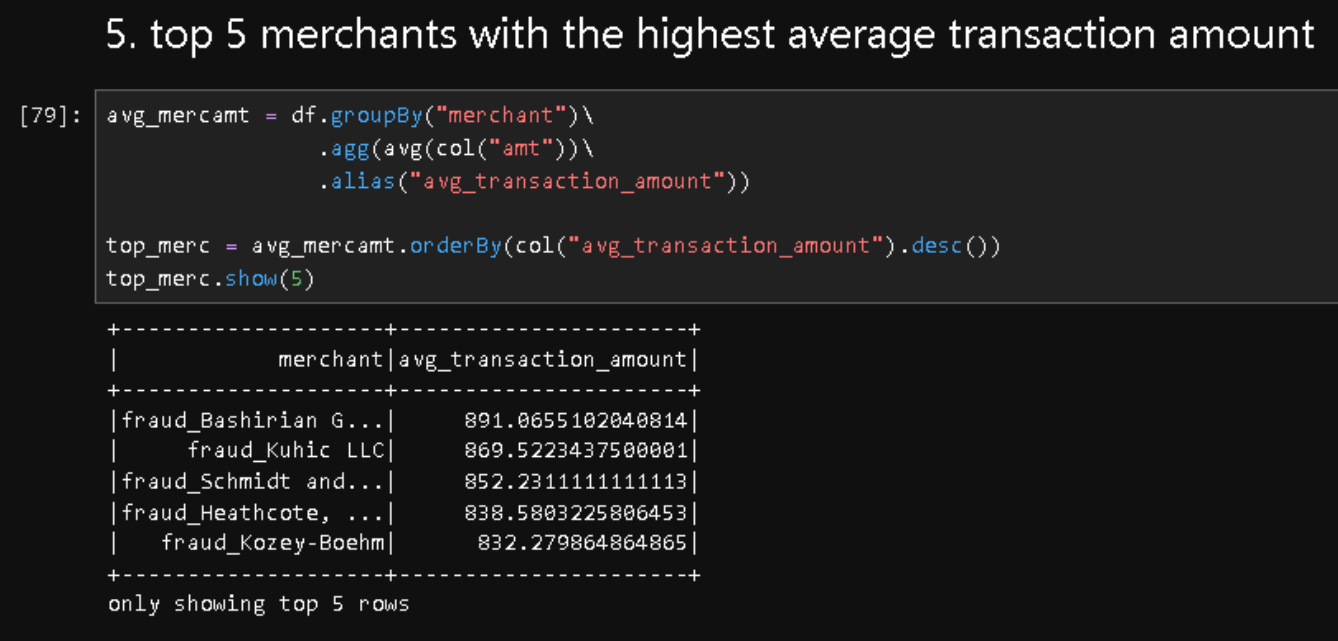 5. top 5 merchants with the highest average transaction amount
[79]: avg_mercamt = df.groupBy("merchant")\
.agg(avg(col("amt"))\
.alias("avg_transaction_amount"))
top_merc = avg_mercamt.orderBy(col("avg_transaction_amount").desc())
top_merc.show(5)
+--------------------+----------------------+
|            merchant|avg_transaction_amount|
+--------------------+----------------------+
|fraud_Bashirian G...|     891.0655102040814|
|     fraud_Kuhic LLC|     869.5223437500001|
|fraud_Schmidt and...|     852.2311111111113|
|fraud_Heathcote, ...|     838.5803225806453|
|   fraud_Kozey-Boehm|      832.279864864865|
+--------------------+----------------------+
only showing top 5 rows